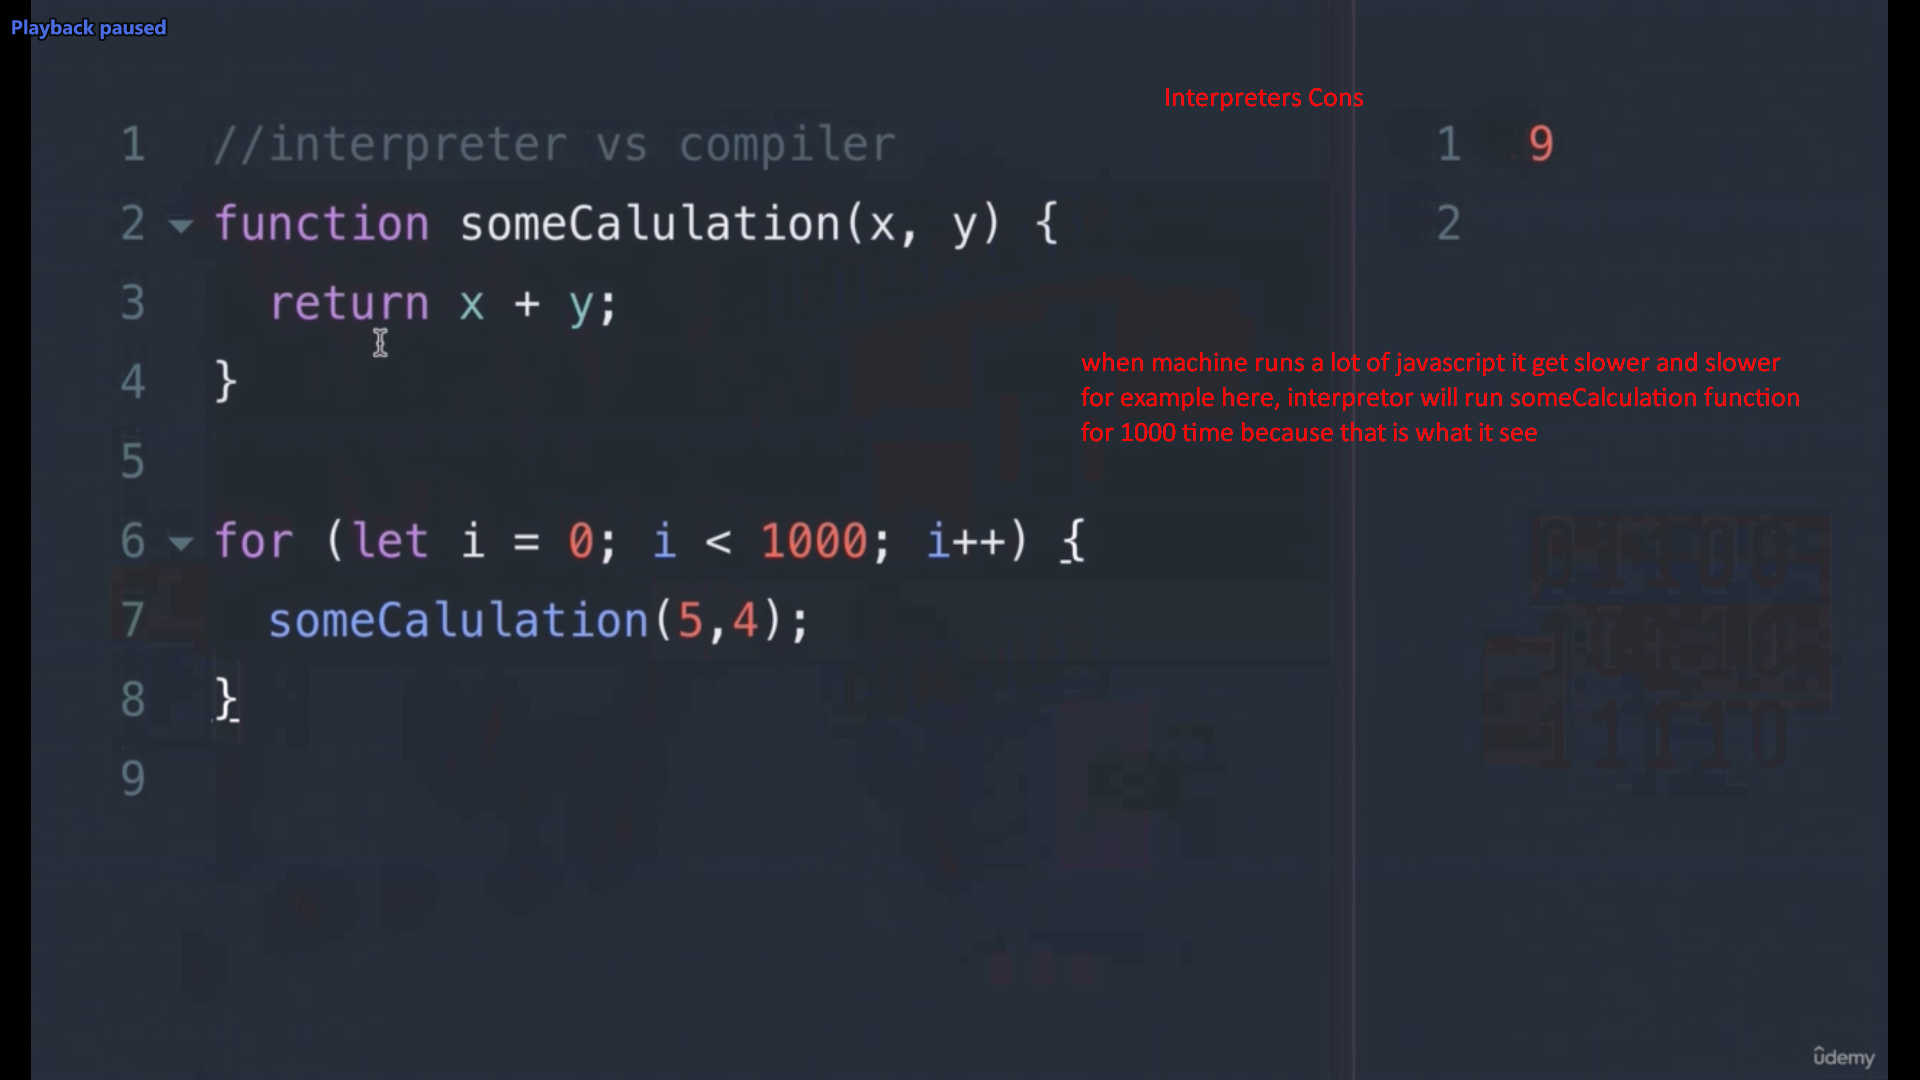 Playback paused
Interpreters Cons
1 //interpreter vs compiler
1 9
2 function someCalulation(x, y) {
2
3 return x + y;
when machine runs a lot of javascript it get slower and slower
for example here, interpretor will run someCalculation function
for 1000 time because that is what it see
4 }
5
6 for (let i = 0; i < 1000; i++) {
7 someCalulation(5,4);
8 }
9
udemy